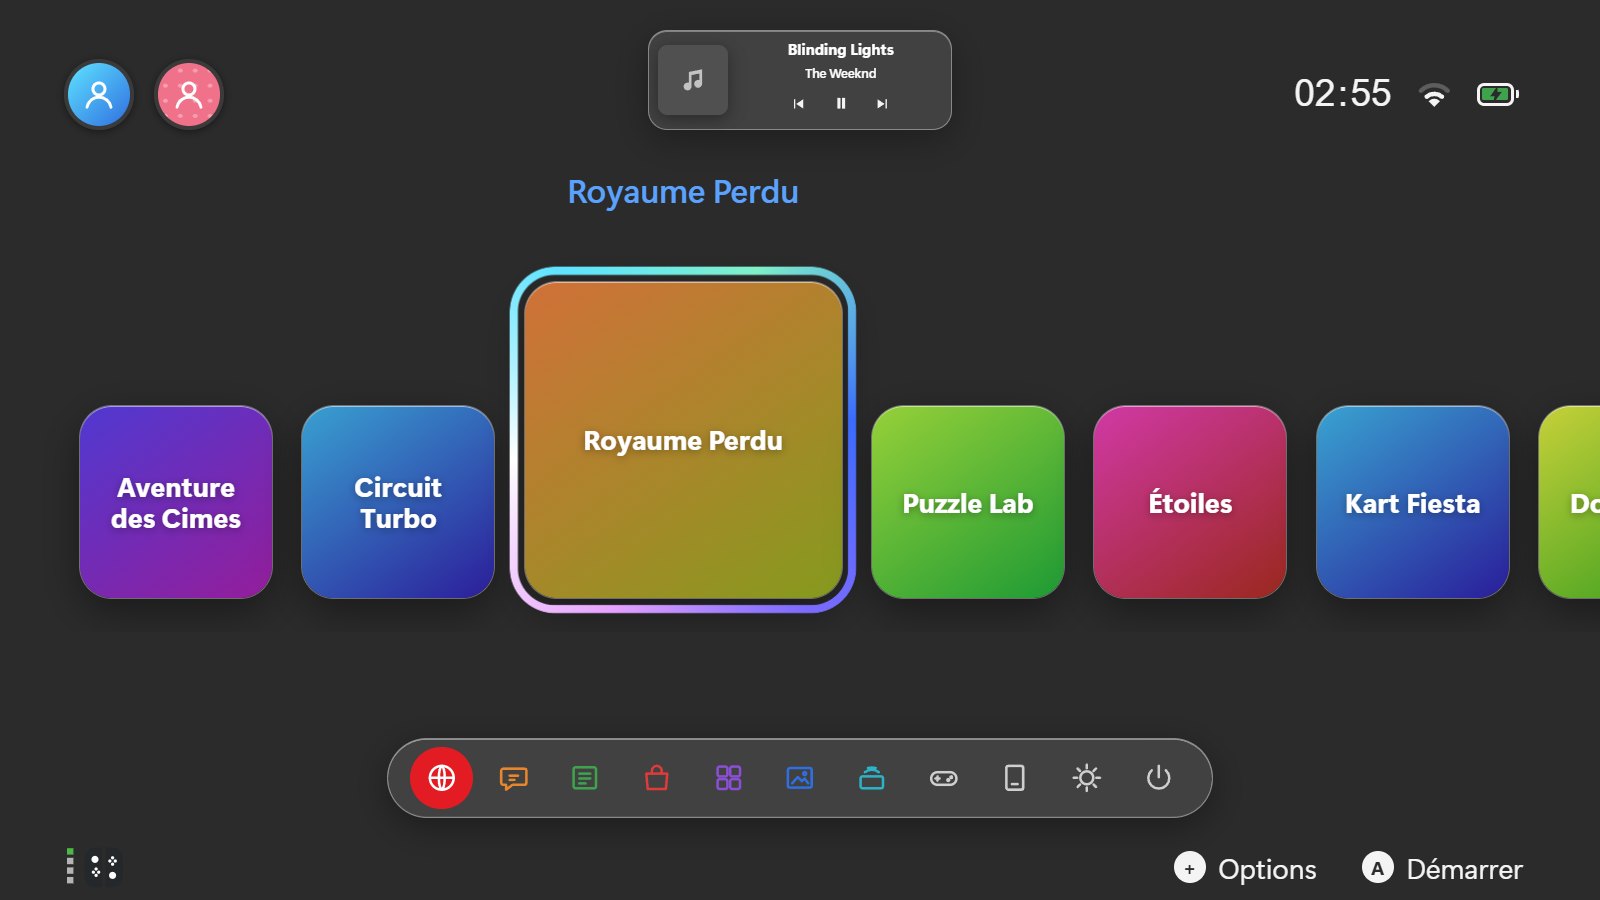 Blinding Lights
The Weeknd
02:55
Royaume Perdu
Aventure
des Cimes
Circuit
Turbo
Royaume Perdu
Puzzle Lab
Étoiles
Kart Fiesta
+ Options
A Démarrer